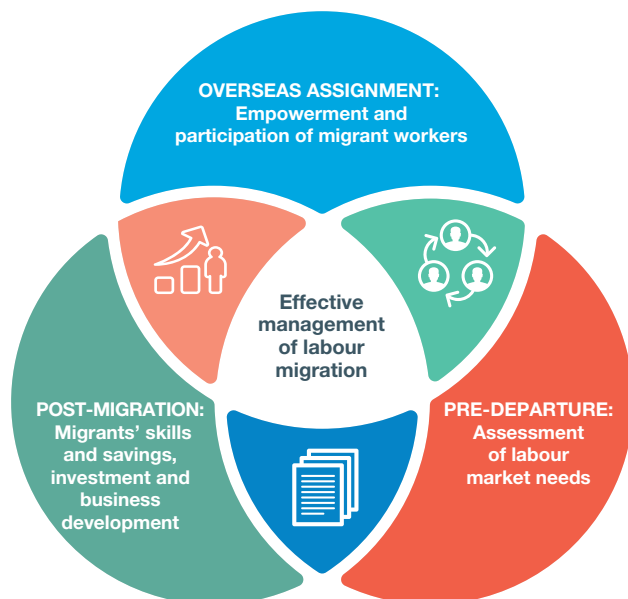 OVERSEAS ASSIGNMENT:
Empowerment and
participation of migrant workers
Effective
management
of labour
migration
POST-MIGRATION:
Migrants’ skills
and savings,
investment and
business
development
PRE-DEPARTURE:
Assessment
of labour
market needs